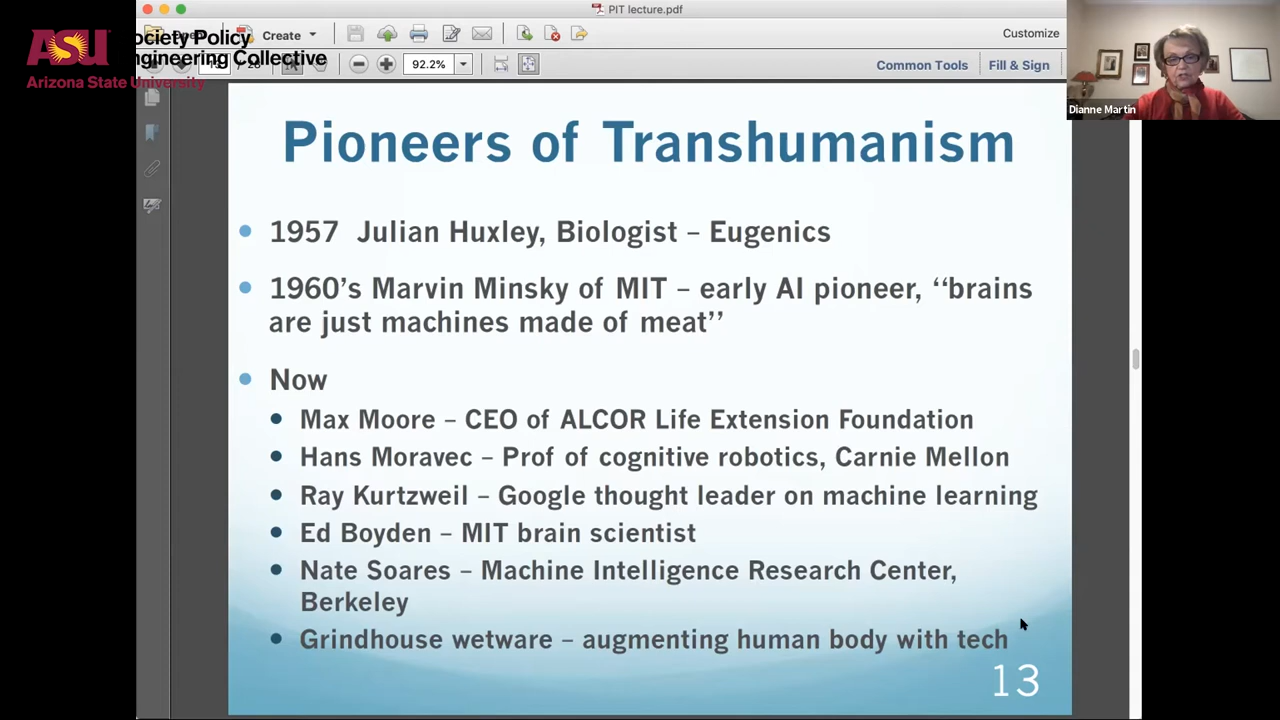 PIT lecture.pdf
ASU
ociety Policy
ngineering Collective
Arizona State University
Create
Customize
92.2%
Common Tools
Fill & Sign
Dianne Martin
Pioneers of Transhumanism
1957 Julian Huxley, Biologist – Eugenics
1960’s Marvin Minsky of MIT – early AI pioneer, “brains
are just machines made of meat”
Now
Max Moore – CEO of ALCOR Life Extension Foundation
Hans Moravec – Prof of cognitive robotics, Carnie Mellon
Ray Kurtzweil – Google thought leader on machine learning
Ed Boyden – MIT brain scientist
Nate Soares – Machine Intelligence Research Center,
Berkeley
Grindhouse wetware – augmenting human body with tech
13